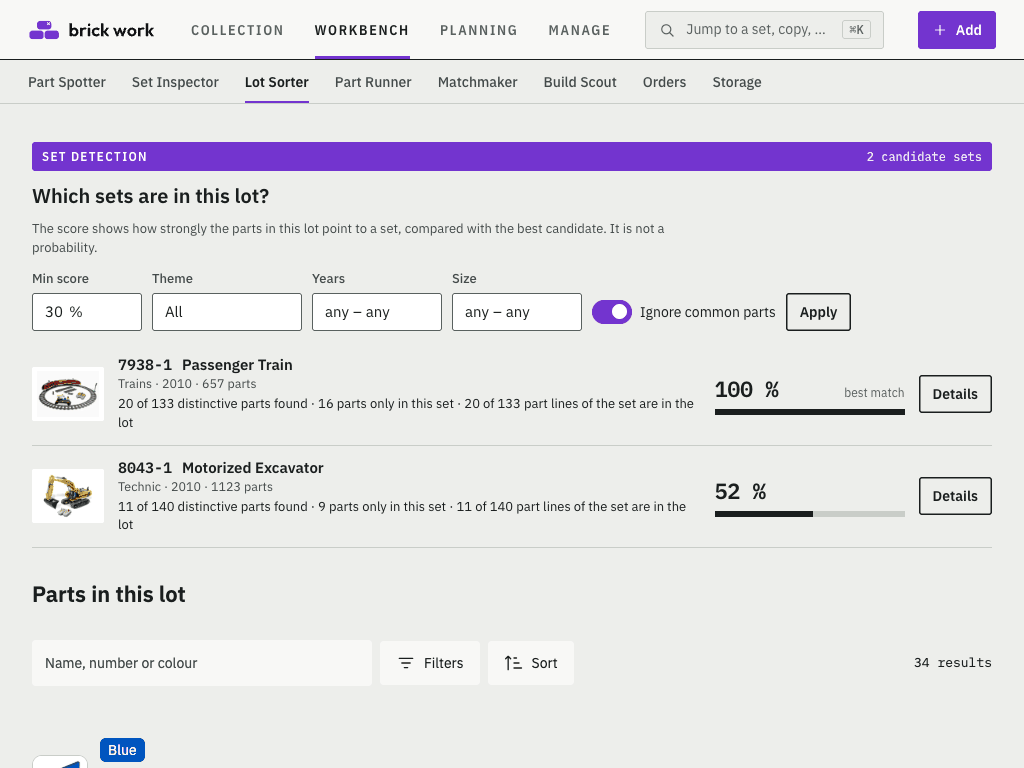 brick work
COLLECTION
WORKBENCH
PLANNING
MANAGE
Jump to a set, copy, ...
⌘K
+ Add
Part Spotter
Set Inspector
Lot Sorter
Part Runner
Matchmaker
Build Scout
Orders
Storage
SET DETECTION
2 candidate sets
Which sets are in this lot?
The score shows how strongly the parts in this lot point to a set, compared with the best candidate. It is not a
probability.
Min score
Theme
Years
Size
30 %
All
any – any
any – any
Ignore common parts
Apply
7938-1 Passenger Train
Trains · 2010 · 657 parts
20 of 133 distinctive parts found · 16 parts only in this set · 20 of 133 part lines of the set are in the
lot
100 %
best match
Details
8043-1 Motorized Excavator
Technic · 2010 · 1123 parts
11 of 140 distinctive parts found · 9 parts only in this set · 11 of 140 part lines of the set are in the
lot
52 %
Details
Parts in this lot
Name, number or colour
Filters
Sort
34 results
Blue